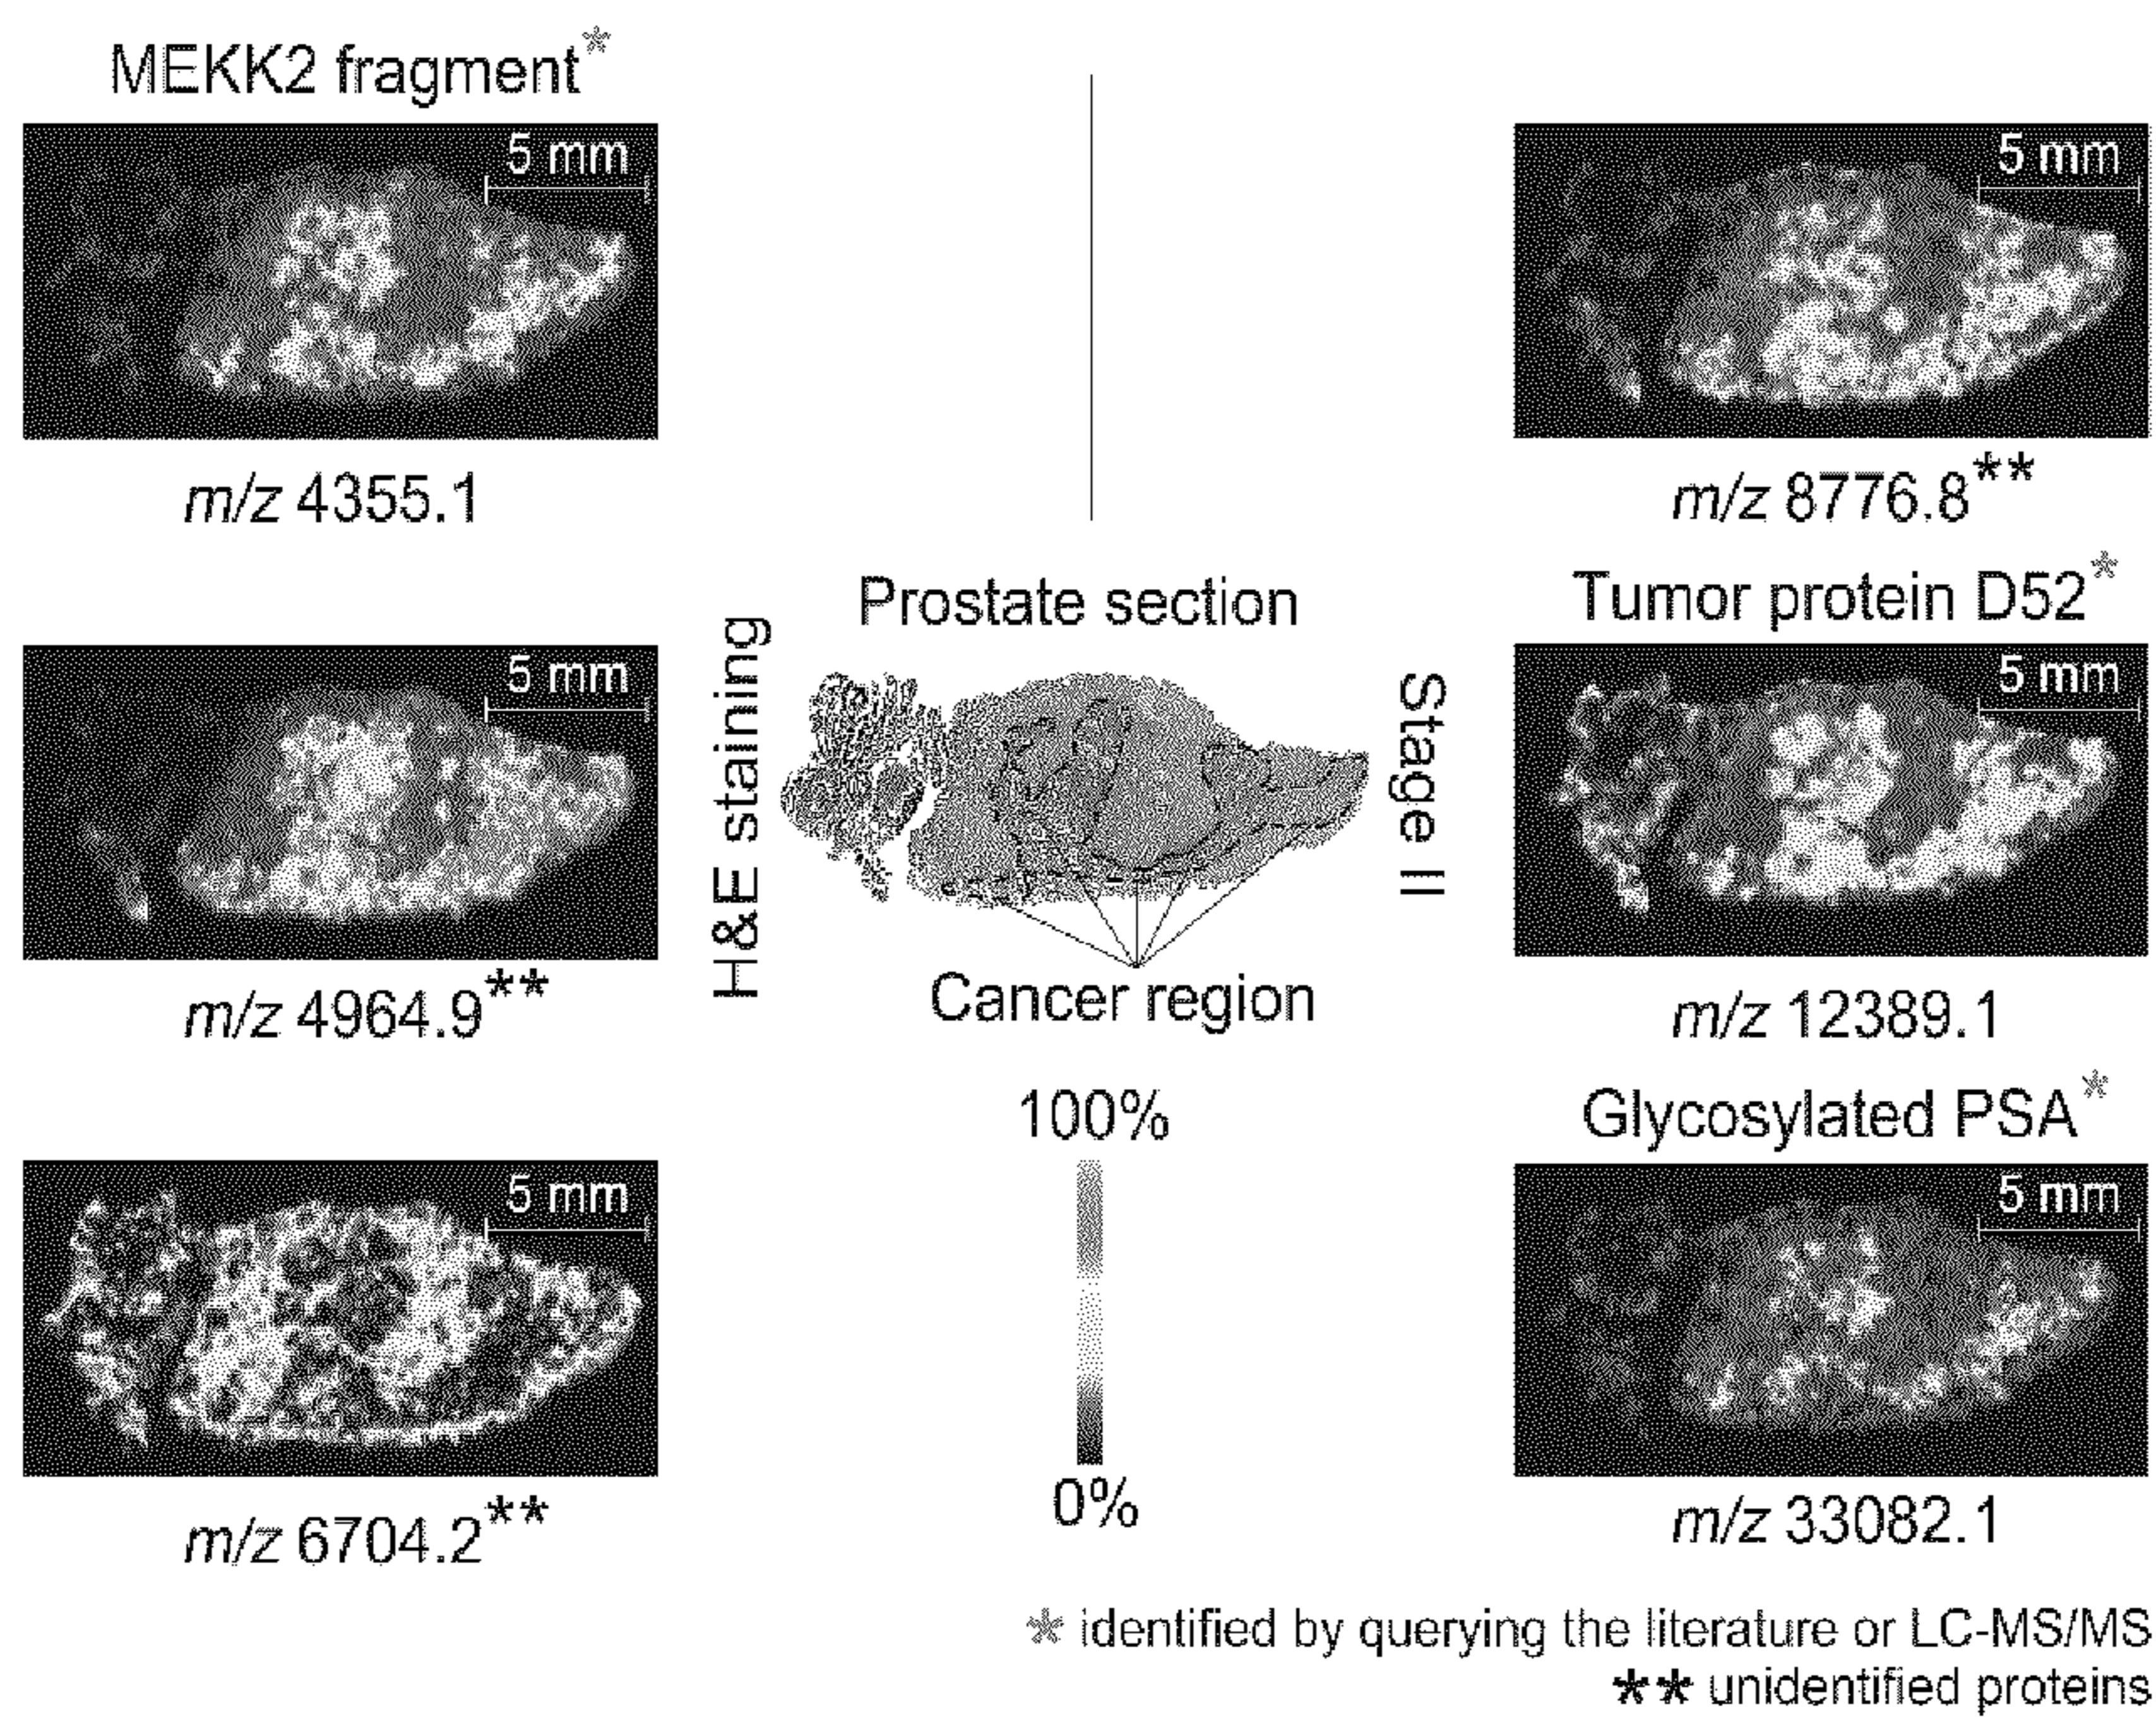 MEKK2 fragment*
5 mm
m/z 4355.1
5 mm
m/z 4964.9**
5 mm
m/z 6704.2**
H&E staining
Prostate section
Stage II
Cancer region
100%
0%
5 mm
m/z 8776.8**
Tumor protein D52*
5 mm
m/z 12389.1
Glycosylated PSA*
5 mm
m/z 33082.1
* identified by querying the literature or LC-MS/MS
** unidentified proteins